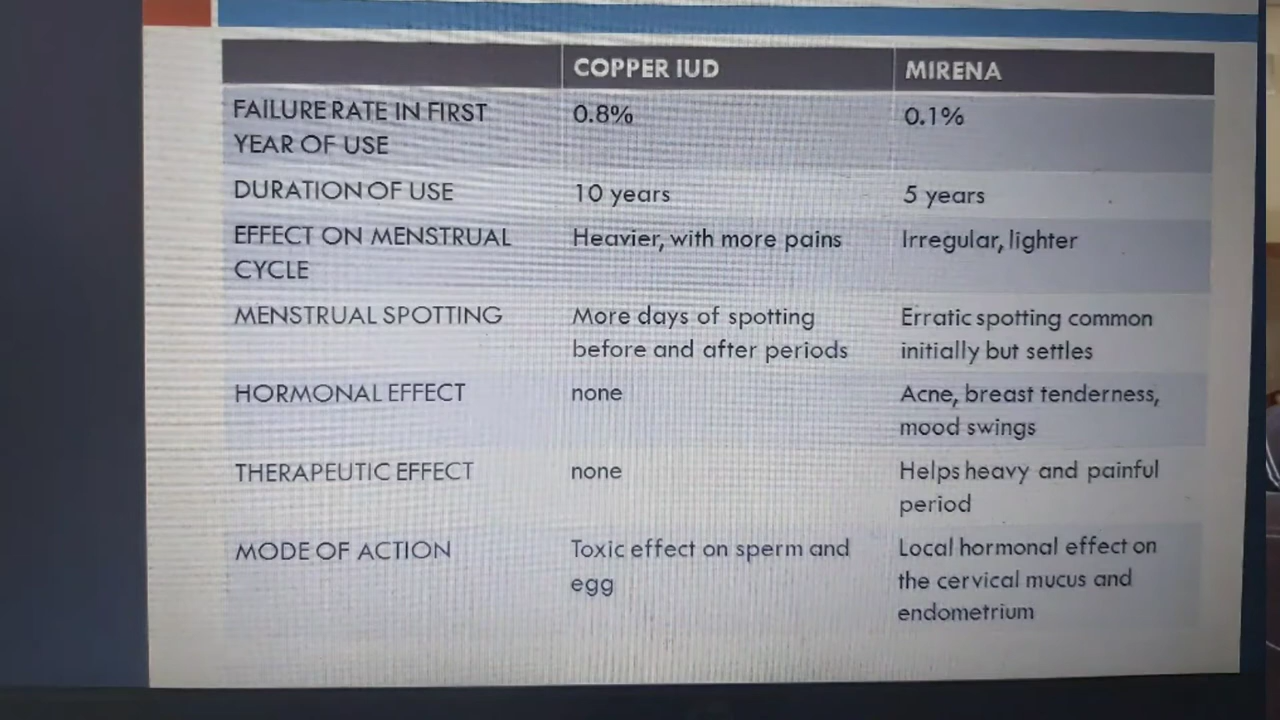 COPPER IUD MIRENA
FAILURE RATE IN FIRST 0.8% 0.1%
YEAR OF USE
DURATION OF USE 10 years 5 years
EFFECT ON MENSTRUAL Heavier, with more pains Irregular, lighter
CYCLE
MENSTRUAL SPOTTING More days of spotting Erratic spotting common
before and after periods initially but settles
HORMONAL EFFECT none Acne, breast tenderness,
mood swings
THERAPEUTIC EFFECT none Helps heavy and painful
period
MODE OF ACTION Toxic effect on sperm and Local hormonal effect on
egg the cervical mucus and
endometrium